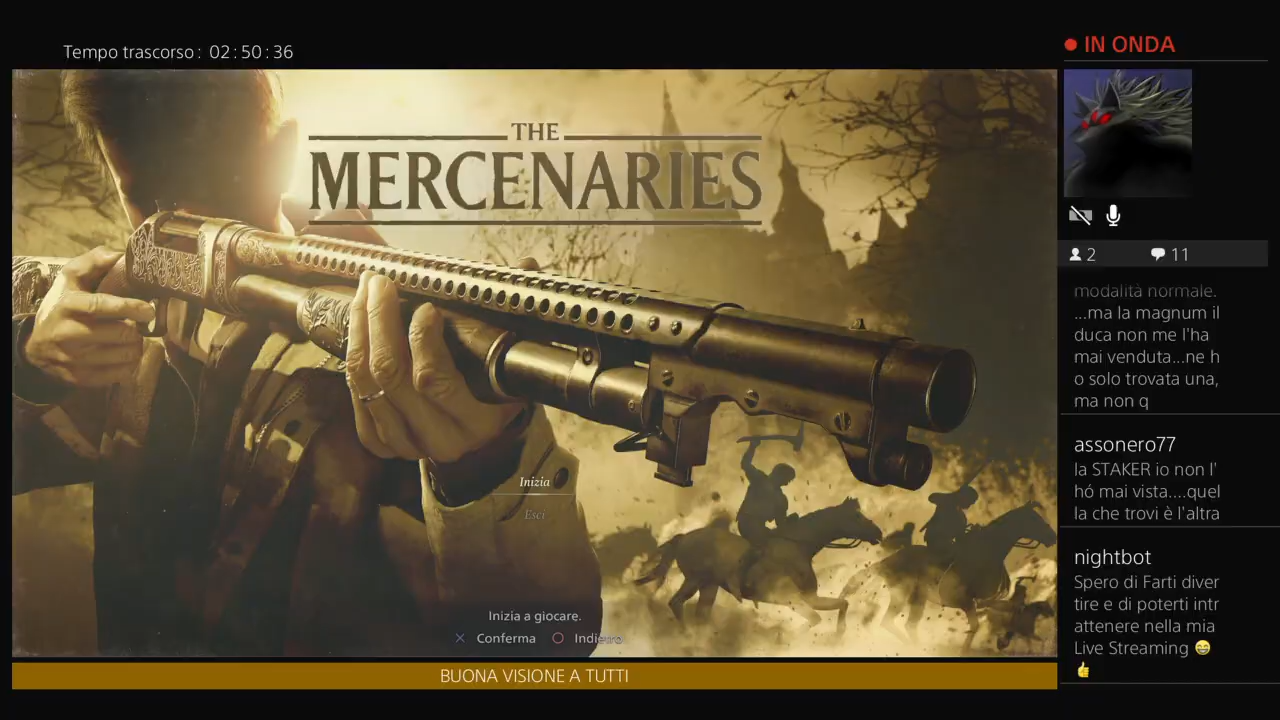 Tempo trascorso: 02:50:36
IN ONDA
THE
MERCENARIES
Inizia
Esci
Inizia a giocare.
Conferma
Indietro
BUONA VISIONE A TUTTI
2
11
modalità normale.
...ma la magnum il
duca non me l'ha
mai venduta...ne h
o solo trovata una,
ma non q
assonero77
la STAKER io non l'
hó mai vista....quel
la che trovi è l'altra
nightbot
Spero di Farti diver
tire e di poterti intr
attenere nella mia
Live Streaming 😁
👍